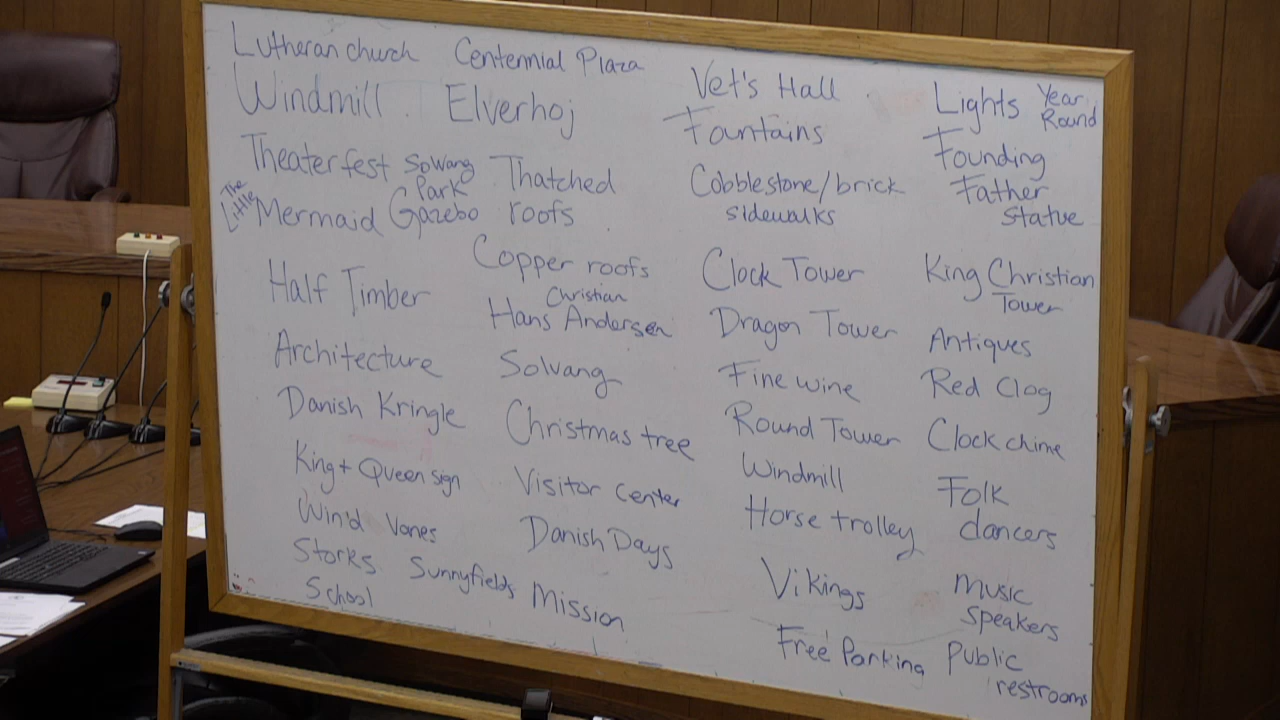 Lutheran church
Windmill
Theaterfest
The Little
Mermaid
Half Timber
Architecture
Danish Kringle
King + Queen sign
Wind Vanes
Storks
School
Centennial Plaza
Elverhoj
Solvang
Park
Gazebo
Thatched
roofs
Copper roofs
Christian
Hans Andersen
Solvang
Christmas tree
Visitor Center
Danish Days
Sunnyfields
Mission
Vet's Hall
Fountains
Cobblestone/brick
sidewalks
Clock Tower
Dragon Tower
Fine wine
Round Tower
Windmill
Horse trolley
Vikings
Free Parking
Lights Year
Round
Founding
Father
statue
King Christian
Tower
Antiques
Red Clog
Clock chime
Folk
dancers
Music
speakers
Public
restrooms